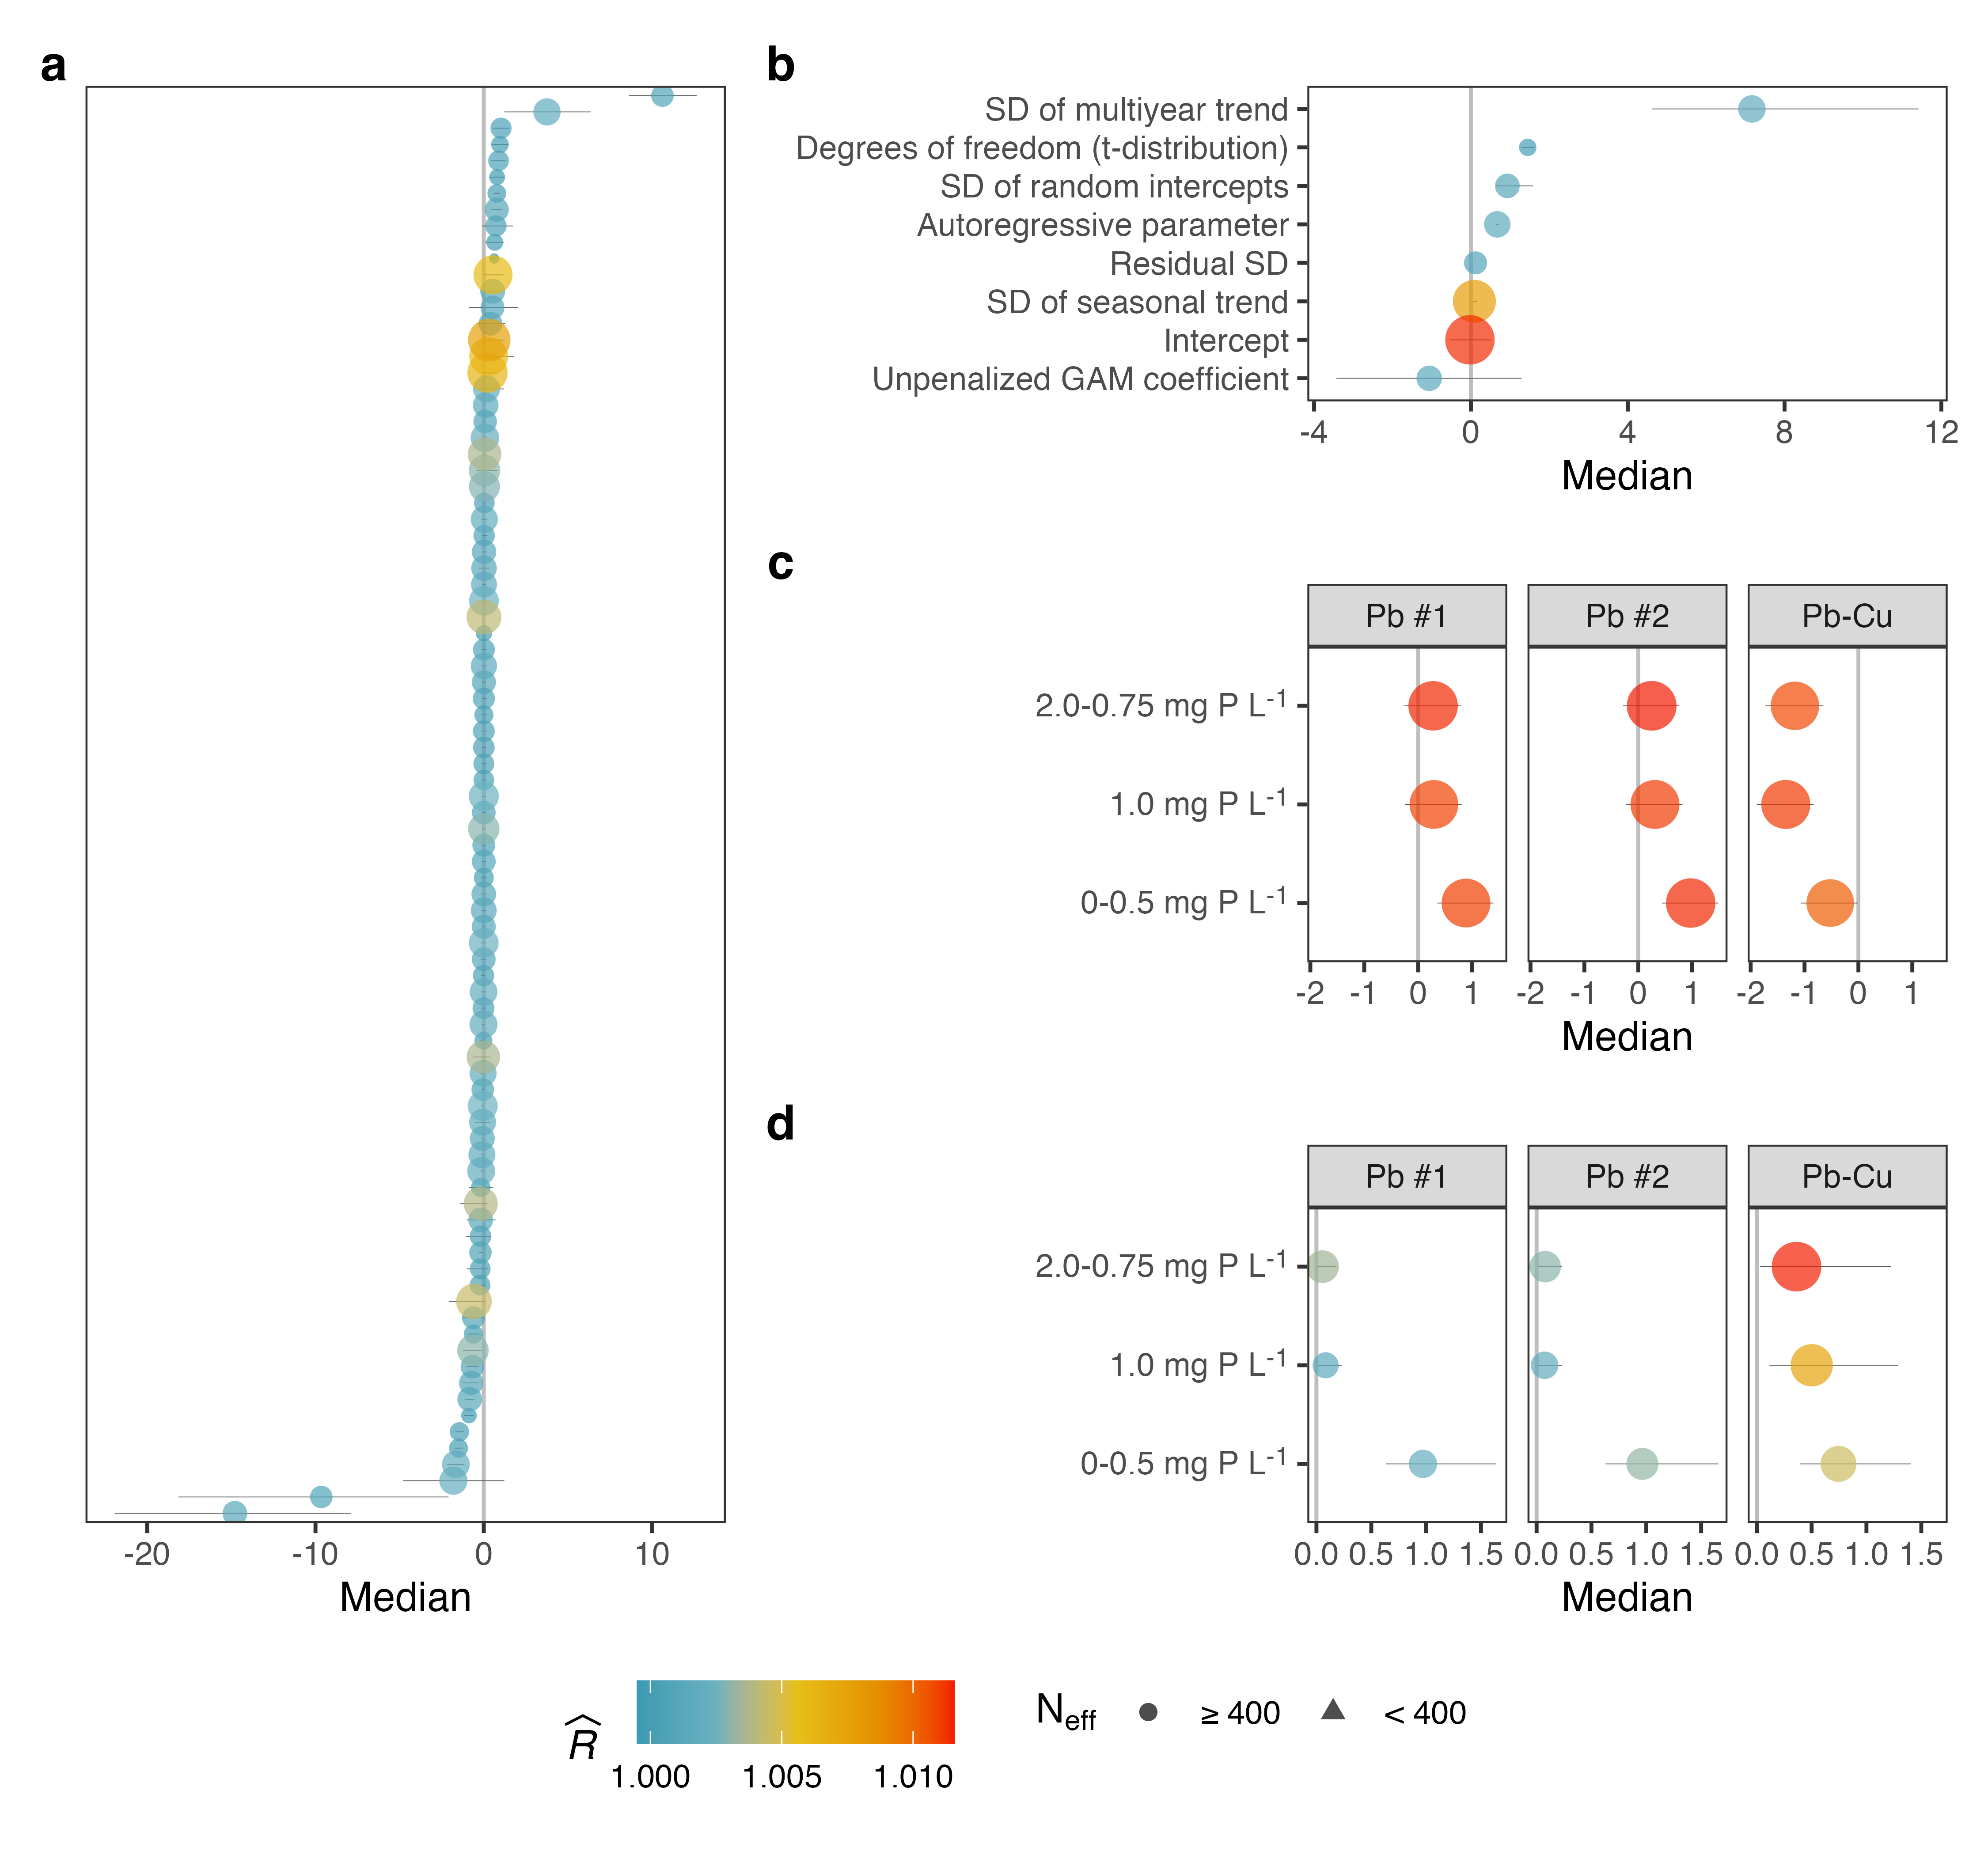 a
-20 -10 0 10
Median
b
SD of multiyear trend
Degrees of freedom (t-distribution)
SD of random intercepts
Autoregressive parameter
Residual SD
SD of seasonal trend
Intercept
Unpenalized GAM coefficient
-4 0 4 8 12
Median
c
Pb #1 Pb #2 Pb-Cu
2.0-0.75 mg P L⁻¹
1.0 mg P L⁻¹
0-0.5 mg P L⁻¹
-2 -1 0 1 -2 -1 0 1 -2 -1 0 1
Median
d
Pb #1 Pb #2 Pb-Cu
2.0-0.75 mg P L⁻¹
1.0 mg P L⁻¹
0-0.5 mg P L⁻¹
0.0 0.5 1.0 1.5 0.0 0.5 1.0 1.5 0.0 0.5 1.0 1.5
Median
R̂
1.000 1.005 1.010
Neff ≥ 400 < 400